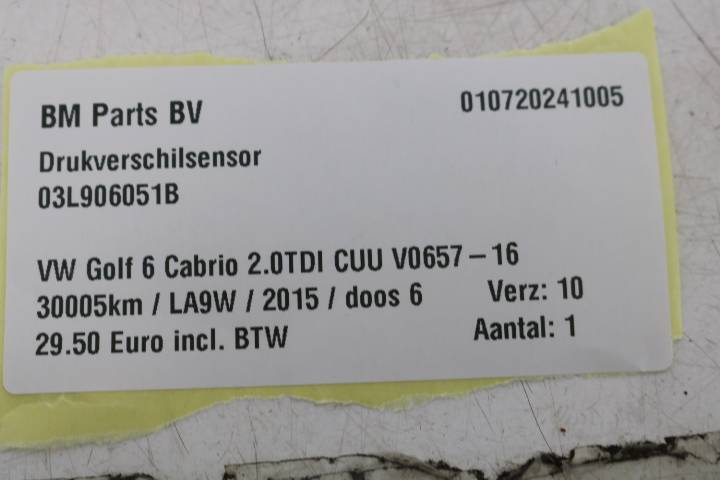 BM Parts BV
010720241005
Drukverschilsensor
03L906051B
VW Golf 6 Cabrio 2.0TDI CUU V0657-16
30005km / LA9W / 2015 / doos 6 Verz: 10
29.50 Euro incl. BTW Aantal: 1